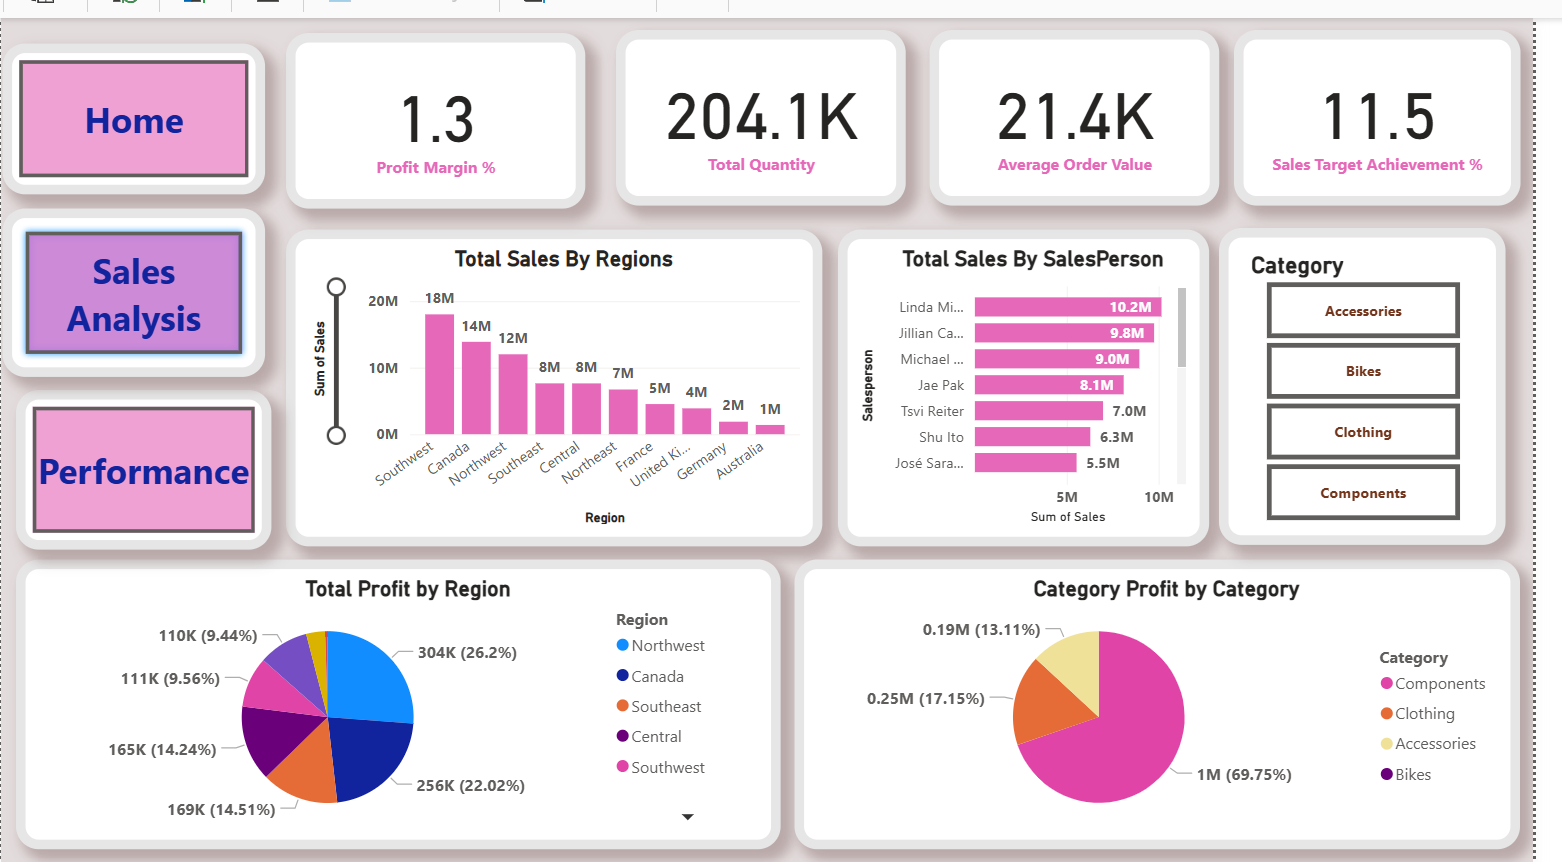 Home
1.3
Profit Margin %
204.1K
Total Quantity
21.4K
Average Order Value
11.5
Sales Target Achievement %
Sales
Analysis
Performance
Total Sales By Regions
Sum of Sales
20M
10M
0M
18M
14M
12M
8M
8M
7M
5M
4M
2M
1M
Southwest
Canada
Northwest
Southeast
Central
Northeast
France
United Ki...
Germany
Australia
Region
Total Sales By SalesPerson
Salesperson
Linda Mi...
10.2M
Jillian Ca...
9.8M
Michael ...
9.0M
Jae Pak
8.1M
Tsvi Reiter
7.0M
Shu Ito
6.3M
José Sara...
5.5M
5M
10M
Sum of Sales
Category
Accessories
Bikes
Clothing
Components
Total Profit by Region
110K (9.44%)
111K (9.56%)
165K (14.24%)
169K (14.51%)
304K (26.2%)
256K (22.02%)
Region
Northwest
Canada
Southeast
Central
Southwest
Category Profit by Category
0.19M (13.11%)
0.25M (17.15%)
1M (69.75%)
Category
Components
Clothing
Accessories
Bikes